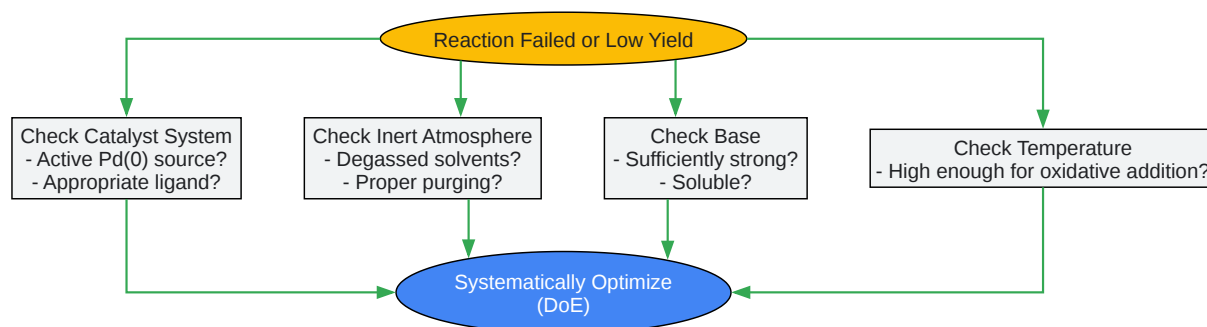 Reaction Failed or Low Yield
Check Catalyst System
- Active Pd(0) source?
- Appropriate ligand?
Check Inert Atmosphere
- Degassed solvents?
- Proper purging?
Check Base
- Sufficiently strong?
- Soluble?
Check Temperature
- High enough for oxidative addition?
Systematically Optimize
(DoE)